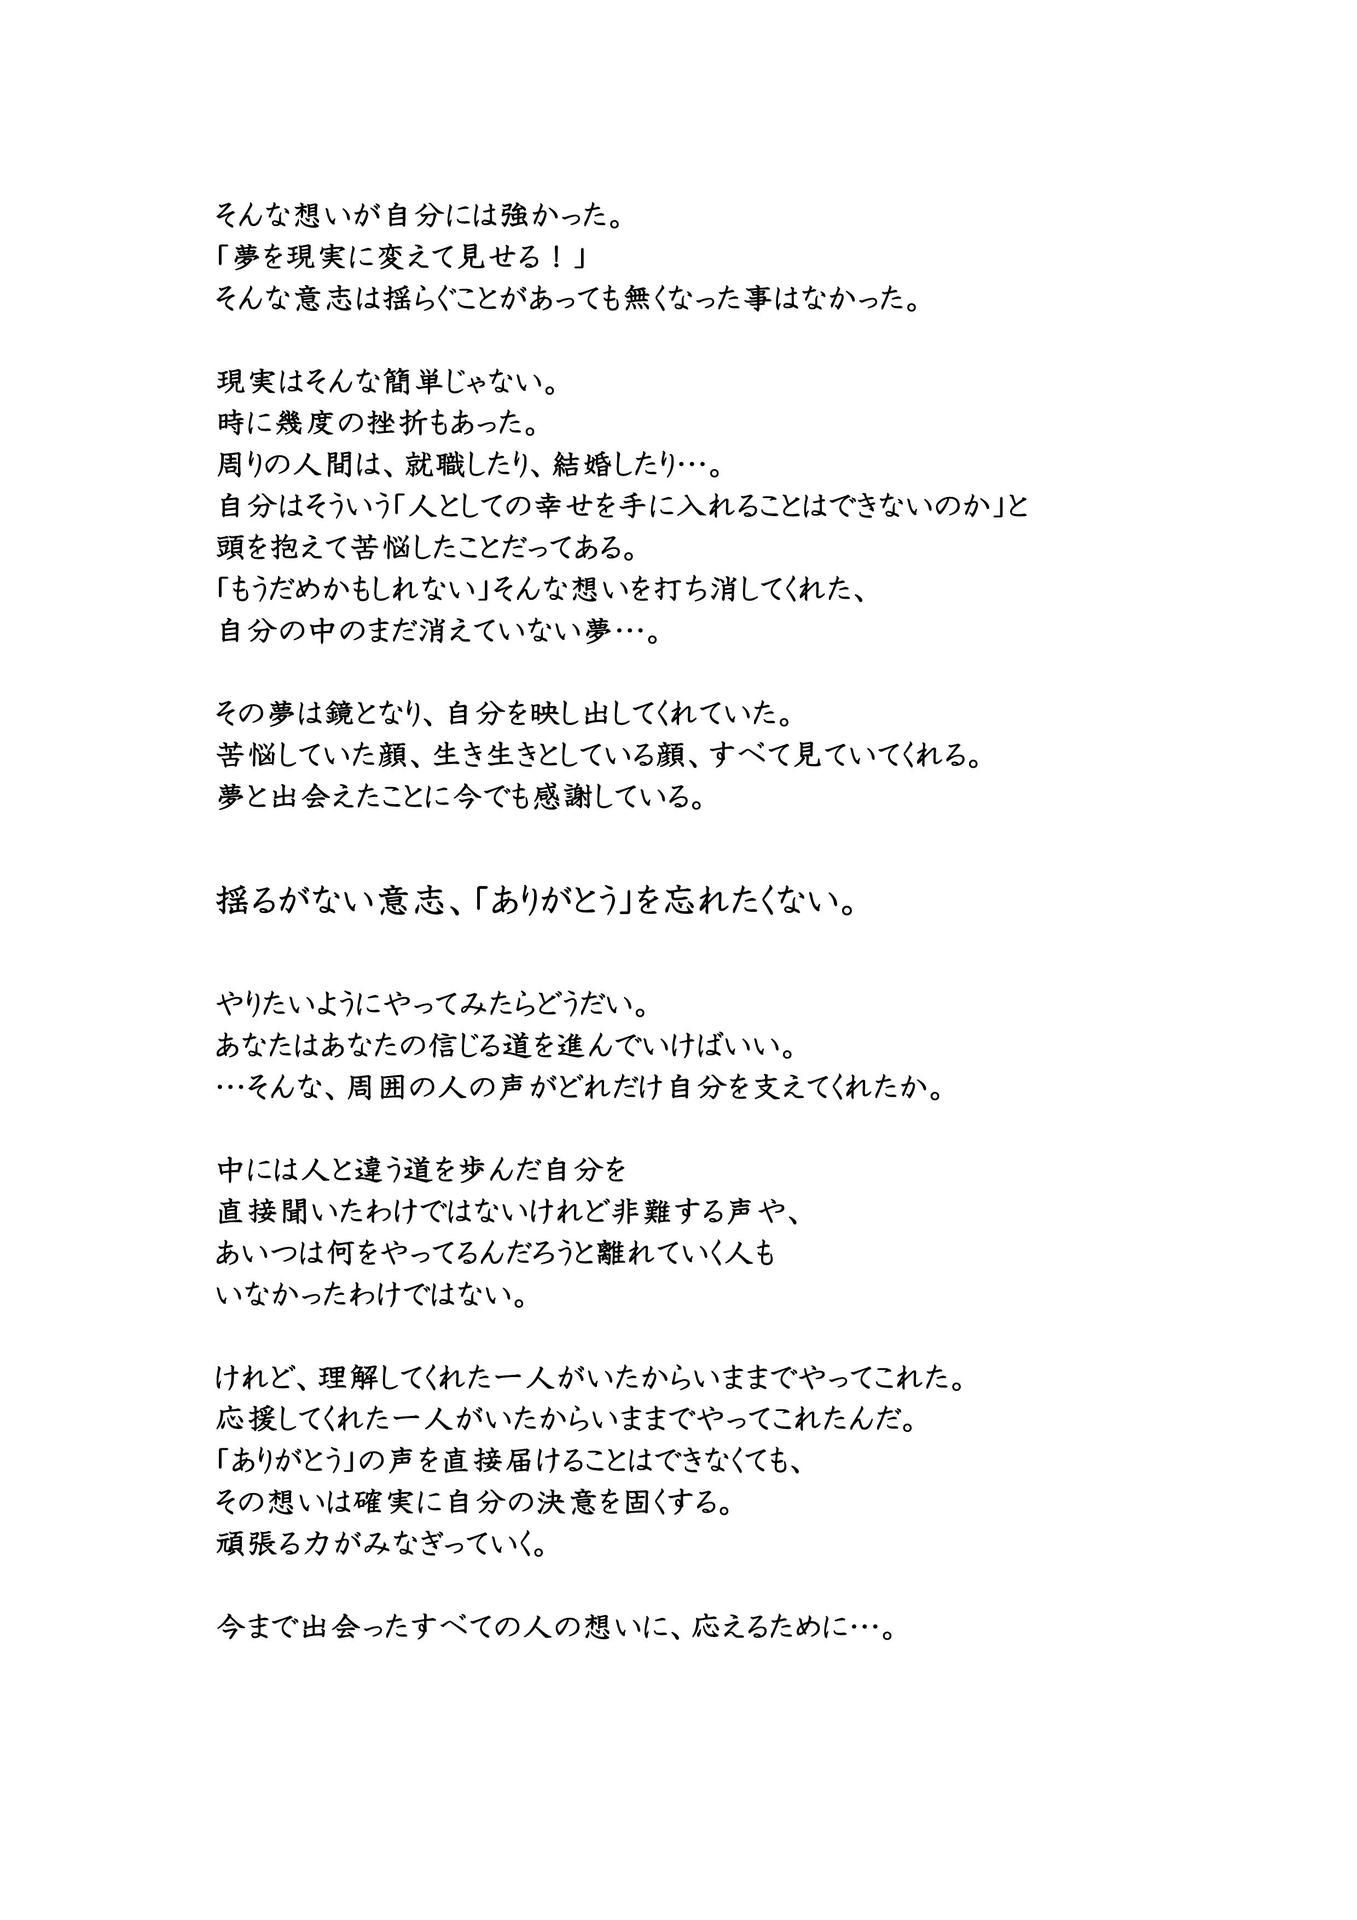 そんな想いが自分には強かった。
「夢を現実に変えて見せる！」
そんな意志は揺らぐことがあっても無くなった事はなかった。
現実はそんな簡単じゃない。
時に幾度の挫折もあった。
周りの人間は、就職したり、結婚したり…。
自分はそういう「人としての幸せを手に入れることはできないのか」と
頭を抱えて苦悩したことだってある。
「もうだめかもしれない」そんな想いを打ち消してくれた、
自分の中のまだ消えていない夢…。
その夢は鏡となり、自分を映し出してくれていた。
苦悩していた顔、生き生きとしている顔、すべて見ていてくれる。
夢と出会えたことに今でも感謝している。
揺るがない意志、「ありがとう」を忘れたくない。
やりたいようにやってみたらどうだい。
あなたはあなたの信じる道を進んでいけばいい。
…そんな、周囲の人の声がどれだけ自分を支えてくれたか。
中には人と違う道を歩んだ自分を
直接聞いたわけではないけれど非難する声や、
あいつは何をやってるんだろうと離れていく人も
いなかったわけではない。
けれど、理解してくれた一人がいたからいままでやってこれた。
応援してくれた一人がいたからいままでやってこれたんだ。
「ありがとう」の声を直接届けることはできなくても、
その想いは確実に自分の決意を固くする。
頑張る力がみなぎっていく。
今まで出会ったすべての人の想いに、応えるために…。